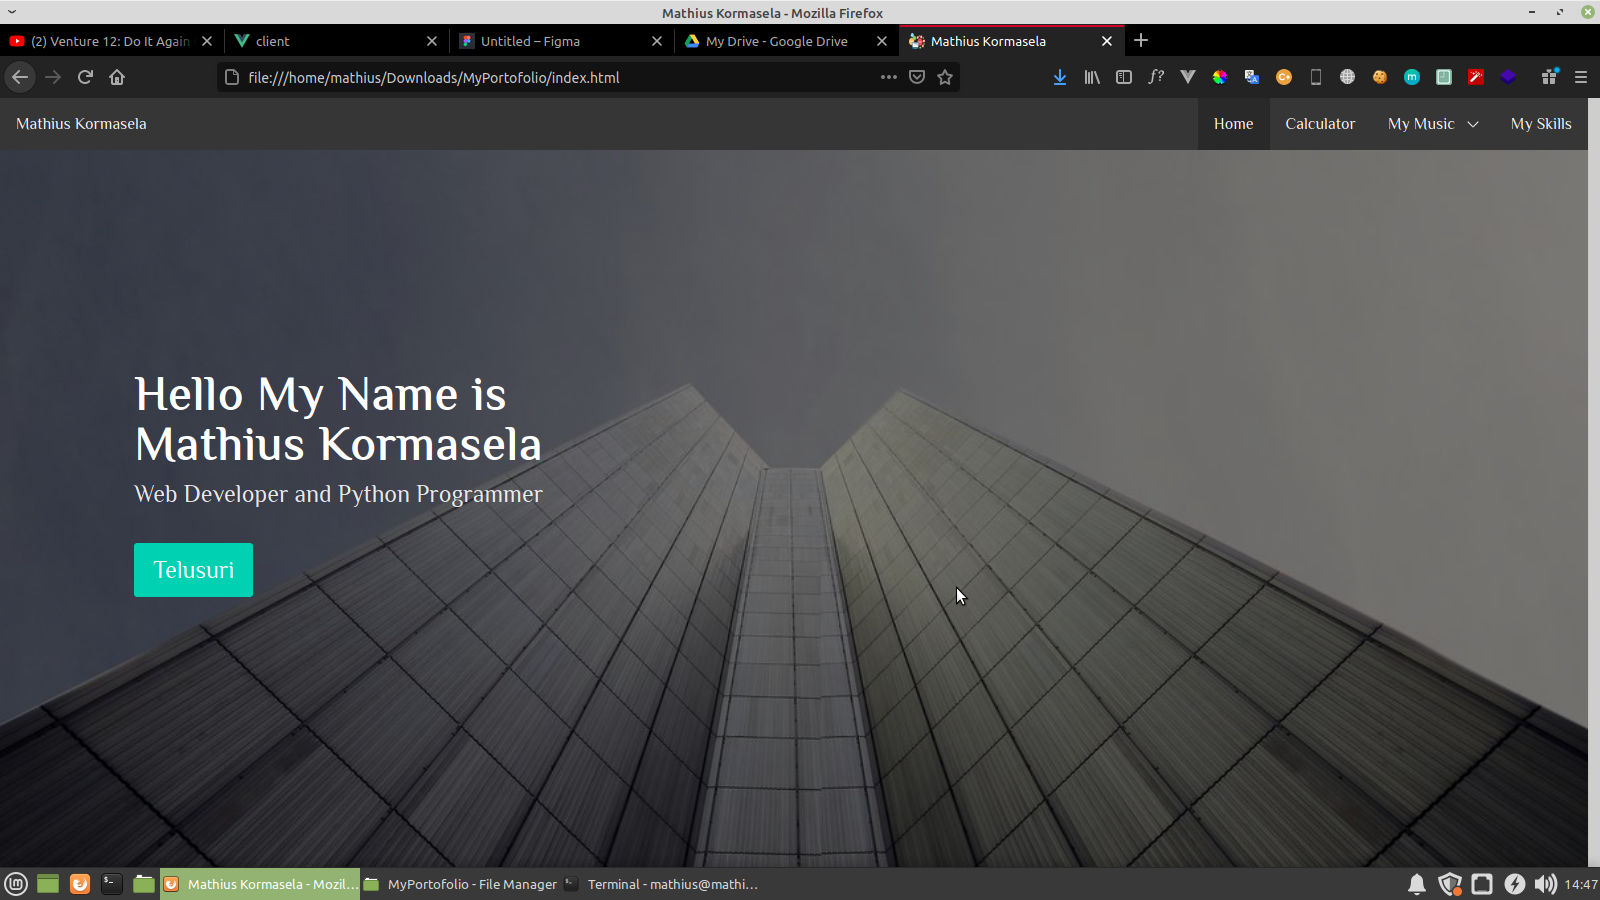 Mathius Kormasela - Mozilla Firefox
(2) Venture 12: Do It Again
client
Untitled – Figma
My Drive - Google Drive
Mathius Kormasela
file:///home/mathius/Downloads/MyPortofolio/index.html
Mathius Kormasela
Home
Calculator
My Music
My Skills
Hello My Name is
Mathius Kormasela
Web Developer and Python Programmer
Telusuri
Mathius Kormasela - Mozil...
MyPortofolio - File Manager
Terminal - mathius@mathi...
14:47